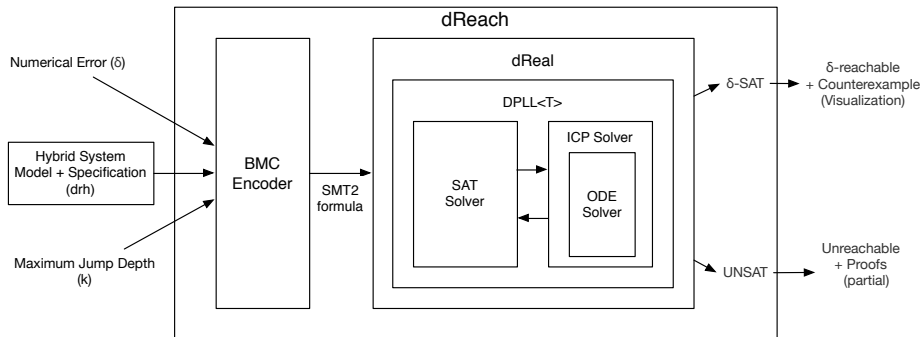 dReach
Numerical Error (δ)
Hybrid System
Model + Specification
(drh)
Maximum Jump Depth
(k)
BMC
Encoder
SMT2
formula
dReal
DPLL<T>
SAT
Solver
ICP Solver
ODE
Solver
δ-SAT
δ-reachable
+ Counterexample
(Visualization)
UNSAT
Unreachable
+ Proofs
(partial)